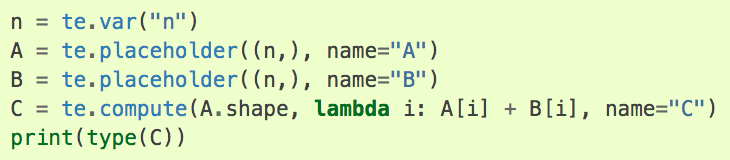 n = te.var("n")
A = te.placeholder((n,), name="A")
B = te.placeholder((n,), name="B")
C = te.compute(A.shape, lambda i: A[i] + B[i], name="C")
print(type(C))